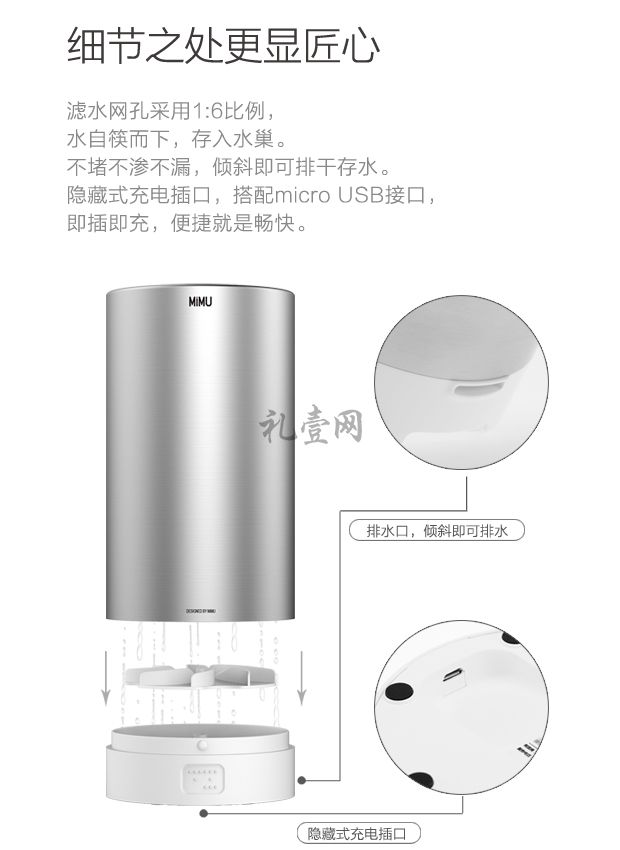 细节之处更显匠心
滤水网孔采用1:6比例，
水自筷而下，存入水巢。
不堵不渗不漏，倾斜即可排干存水。
隐藏式充电插口，搭配micro USB接口，
即插即充，便捷就是畅快。
MiMU
礼壹网
排水口，倾斜即可排水
DESIGNED BY MIMU
隐藏式充电插口